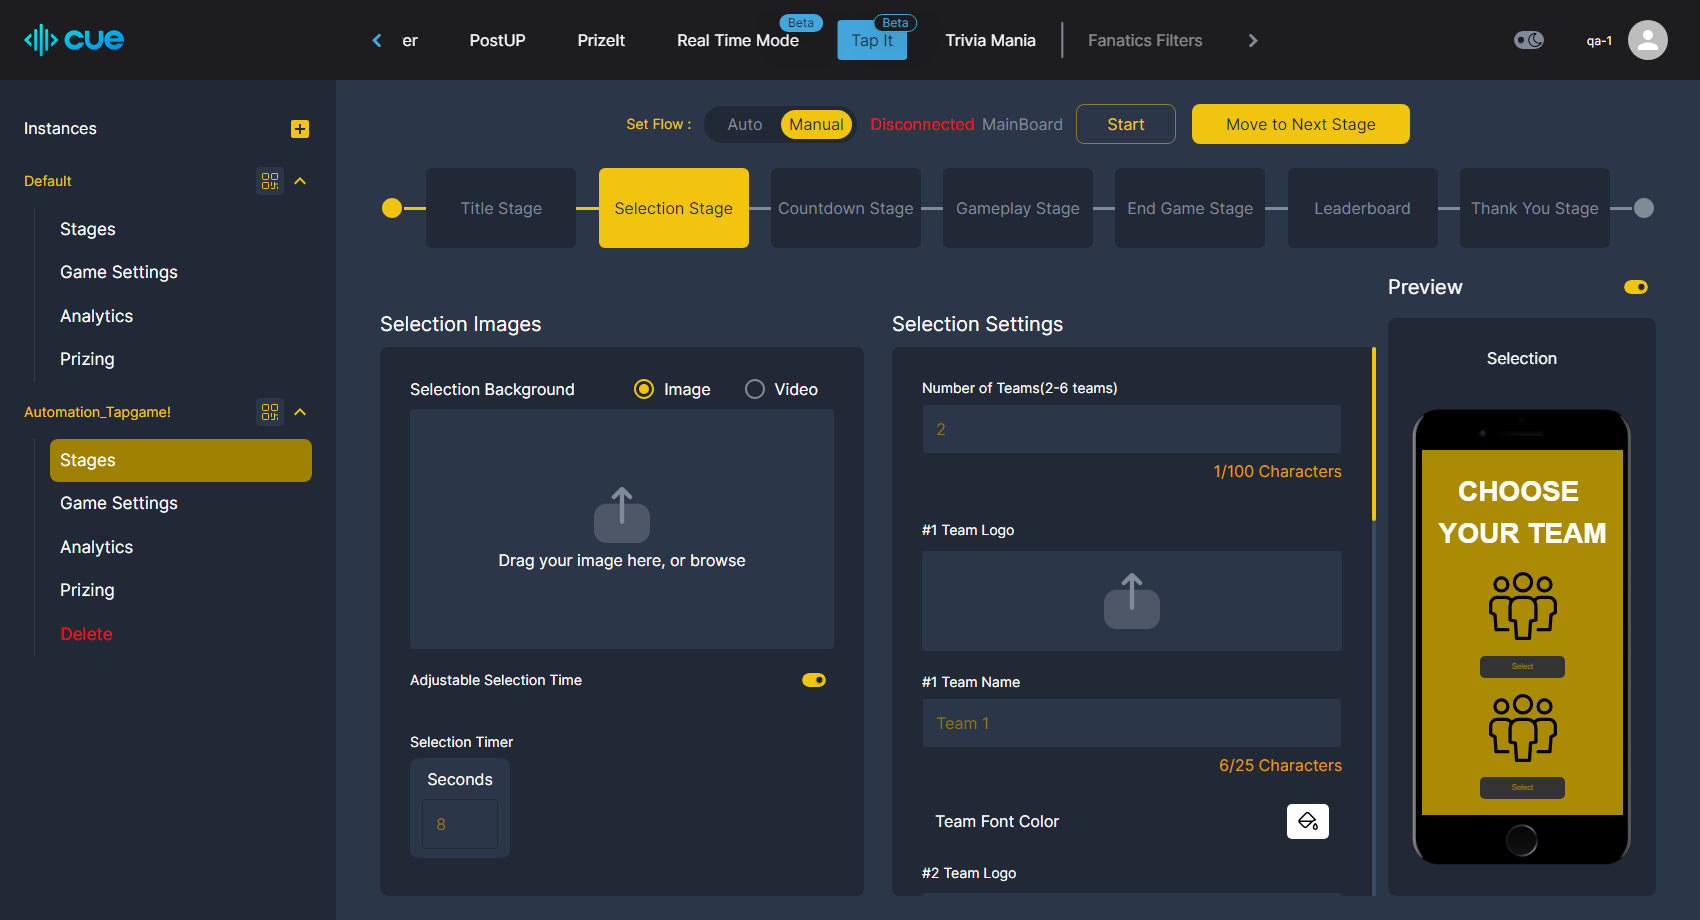 cue
er
PostUP
PrizeIt
Real Time Mode
Beta
Tap It
Beta
Trivia Mania
Fanatics Filters
qa-1
Instances
Default
Stages
Game Settings
Analytics
Prizing
Automation_Tapgame!
Stages
Game Settings
Analytics
Prizing
Delete
Set Flow :
Auto
Manual
Disconnected MainBoard
Start
Move to Next Stage
Title Stage
Selection Stage
Countdown Stage
Gameplay Stage
End Game Stage
Leaderboard
Thank You Stage
Selection Images
Selection Background
Image
Video
Drag your image here, or browse
Adjustable Selection Time
Selection Timer
Seconds
8
Selection Settings
Number of Teams(2-6 teams)
2
1/100 Characters
#1 Team Logo
#1 Team Name
Team 1
6/25 Characters
Team Font Color
#2 Team Logo
Preview
Selection
CHOOSE
YOUR TEAM
Select
Select